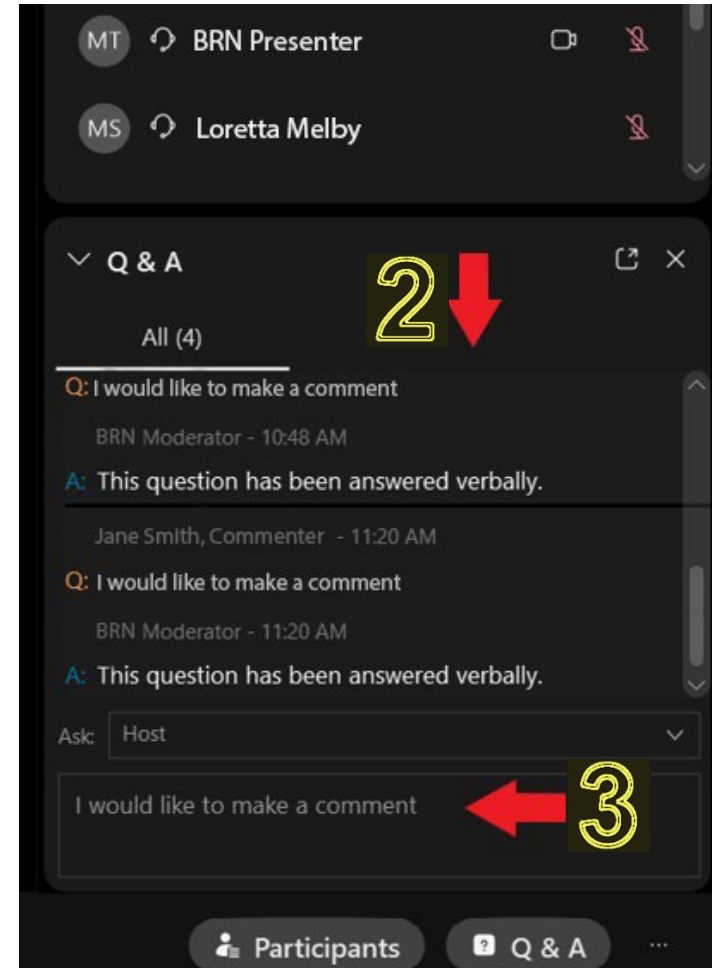 MT BRN Presenter
MS Loretta Melby
Q & A
2
All (4)
Q: I would like to make a comment
BRN Moderator - 10:48 AM
A: This question has been answered verbally.
Jane Smith, Commenter - 11:20 AM
Q: I would like to make a comment
BRN Moderator - 11:20 AM
A: This question has been answered verbally.
Ask: Host
I would like to make a comment
3
Participants ? Q & A ...